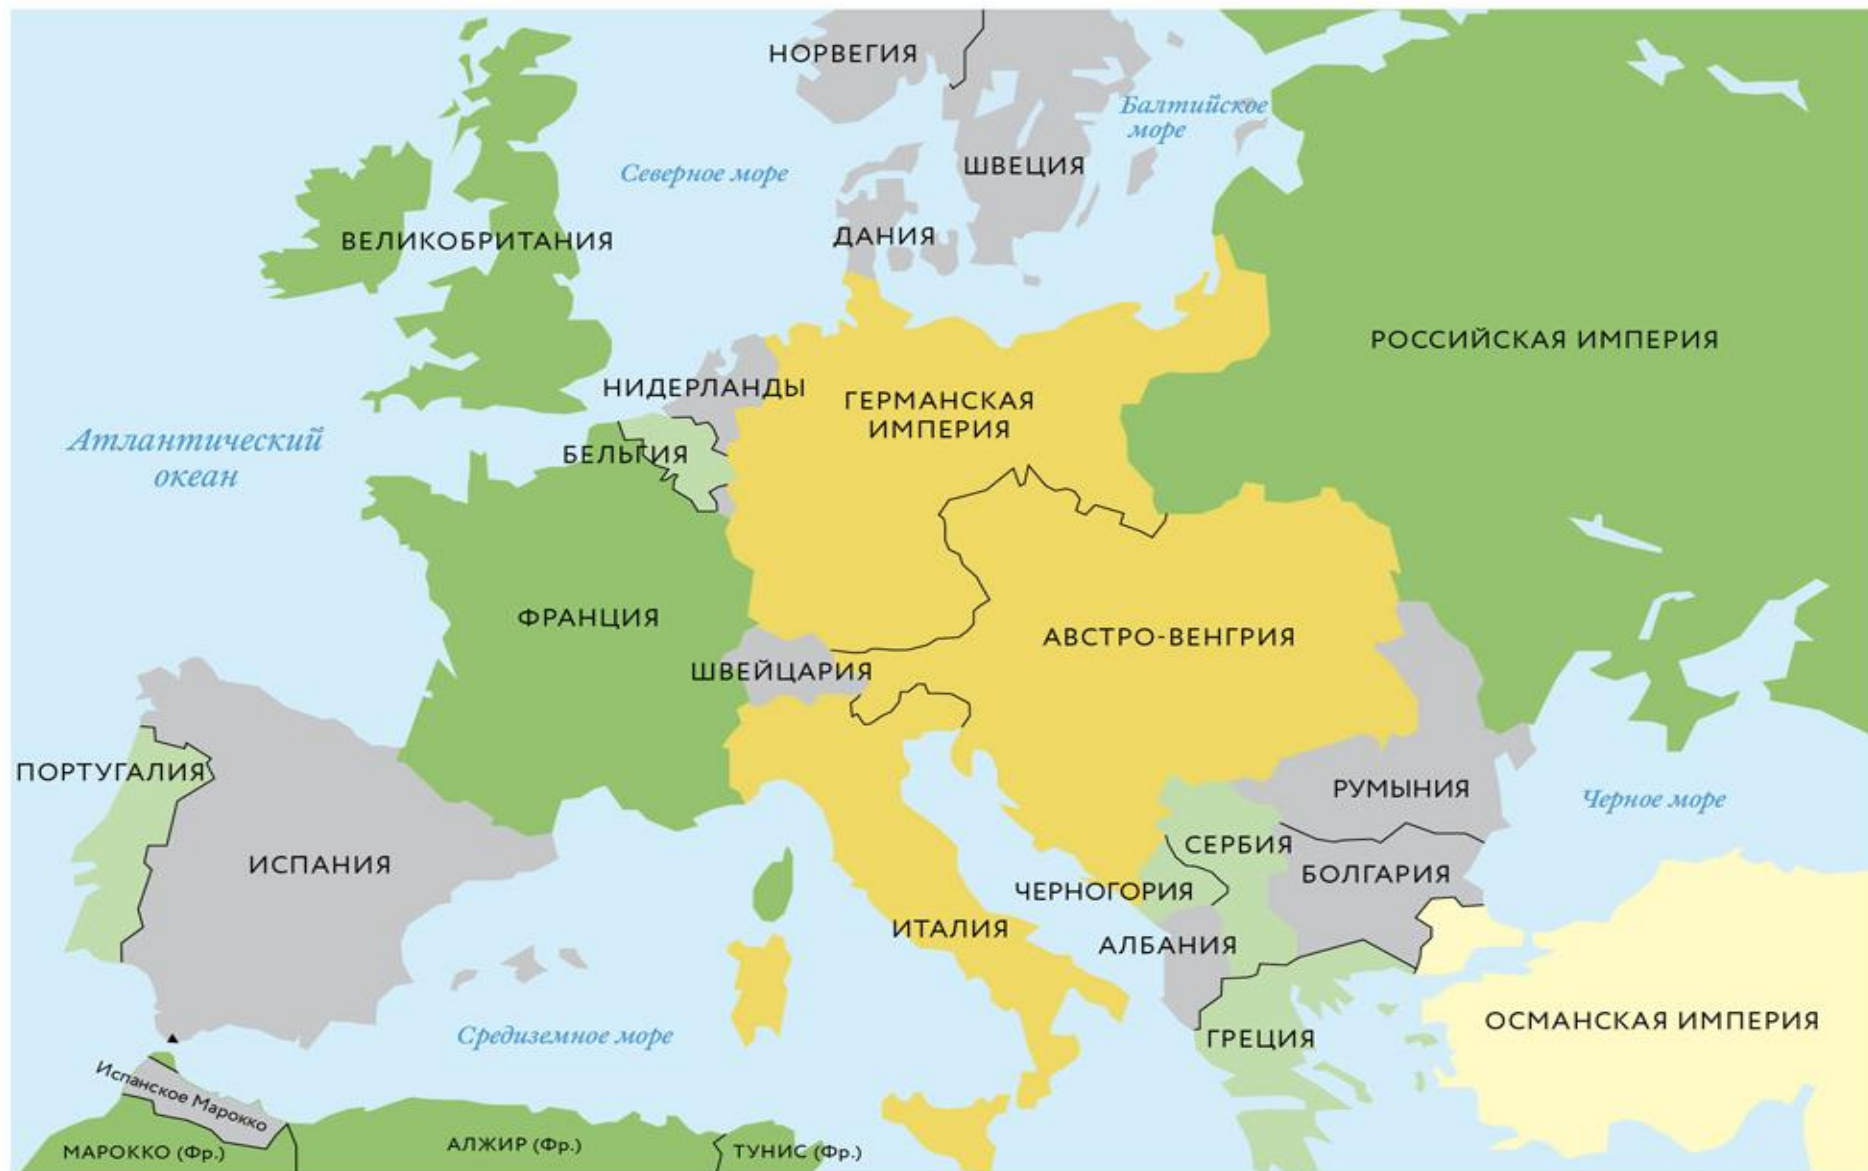 НОРВЕГИЯ
Балтийское
море
ШВЕЦИЯ
Северное море
ДАНИЯ
ВЕЛИКОБРИТАНИЯ
РОССИЙСКАЯ ИМПЕРИЯ
НИДЕРЛАНДЫ
ГЕРМАНСКАЯ
ИМПЕРИЯ
Атлантический
океан
БЕЛЬГИЯ
ФРАНЦИЯ
АВСТРО-ВЕНГРИЯ
ШВЕЙЦАРИЯ
ПОРТУГАЛИЯ
РУМЫНИЯ
Черное море
СЕРБИЯ
ИСПАНИЯ
БОЛГАРИЯ
ЧЕРНОГОРИЯ
ИТАЛИЯ
АЛБАНИЯ
ОСМАНСКАЯ ИМПЕРИЯ
Средиземное море
ГРЕЦИЯ
Испанское Марокко
МАРОККО (Фр.)
АЛЖИР (Фр.)
ТУНИС (Фр.)